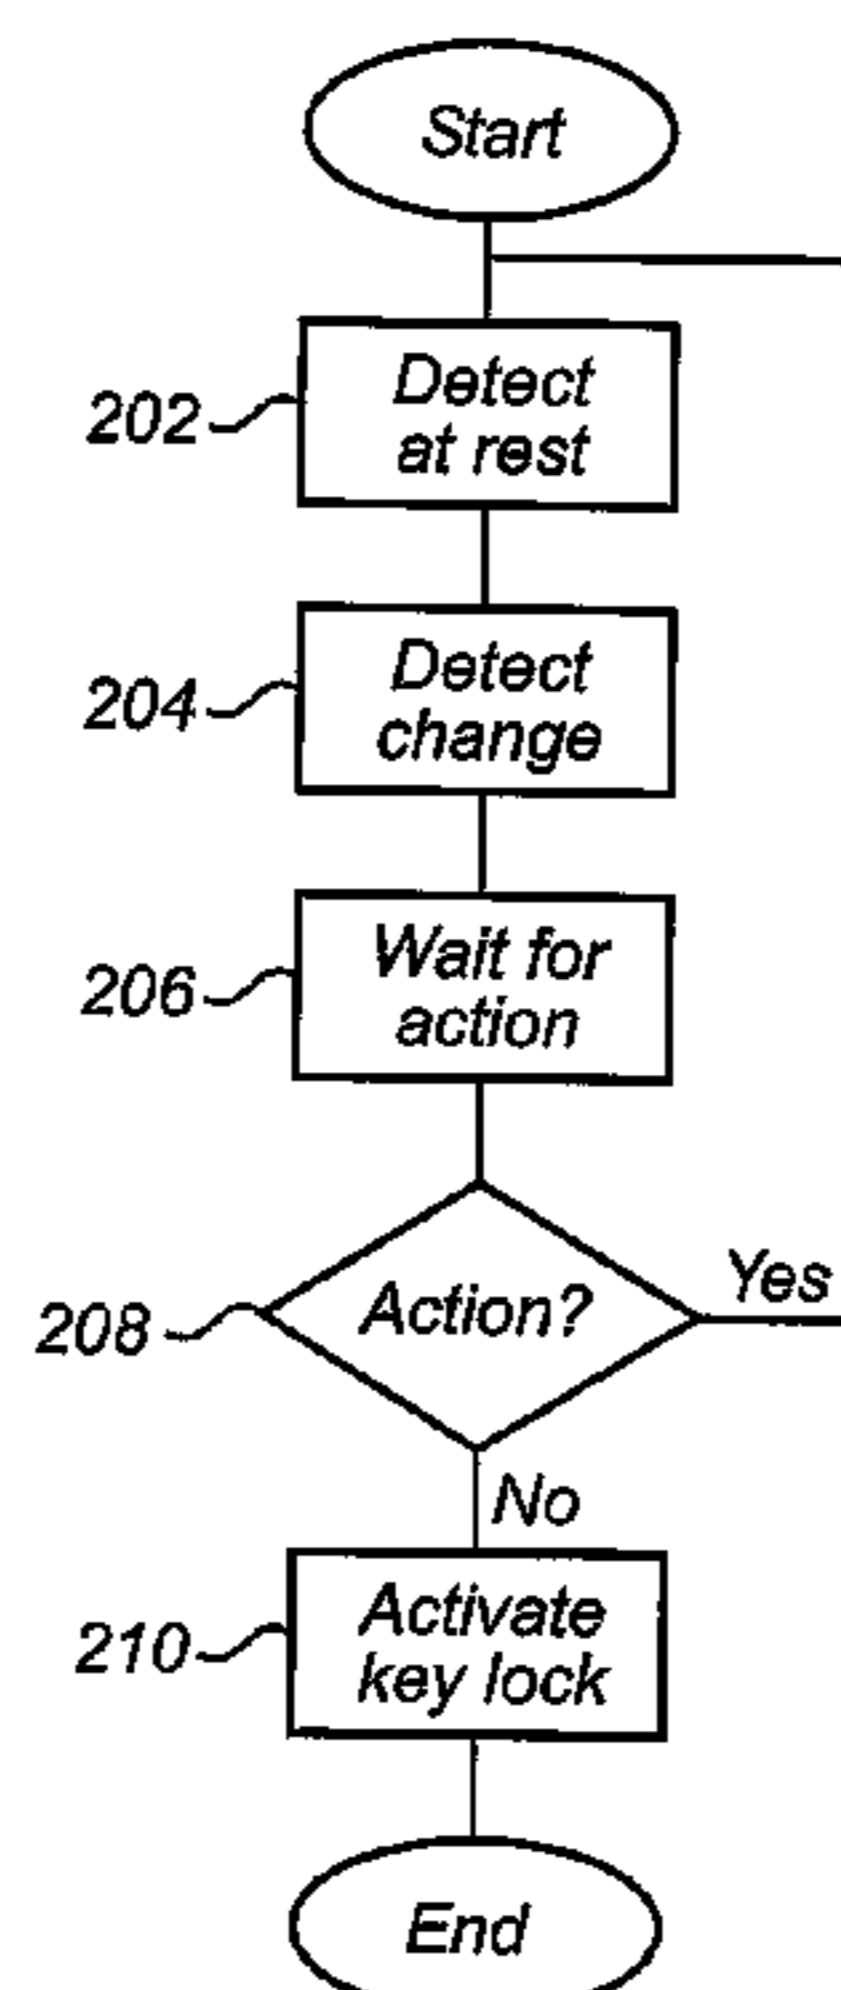 Start
202
Detect
at rest
204
Detect
change
206
Wait for
action
208
Action?
Yes
No
210
Activate
key lock
End